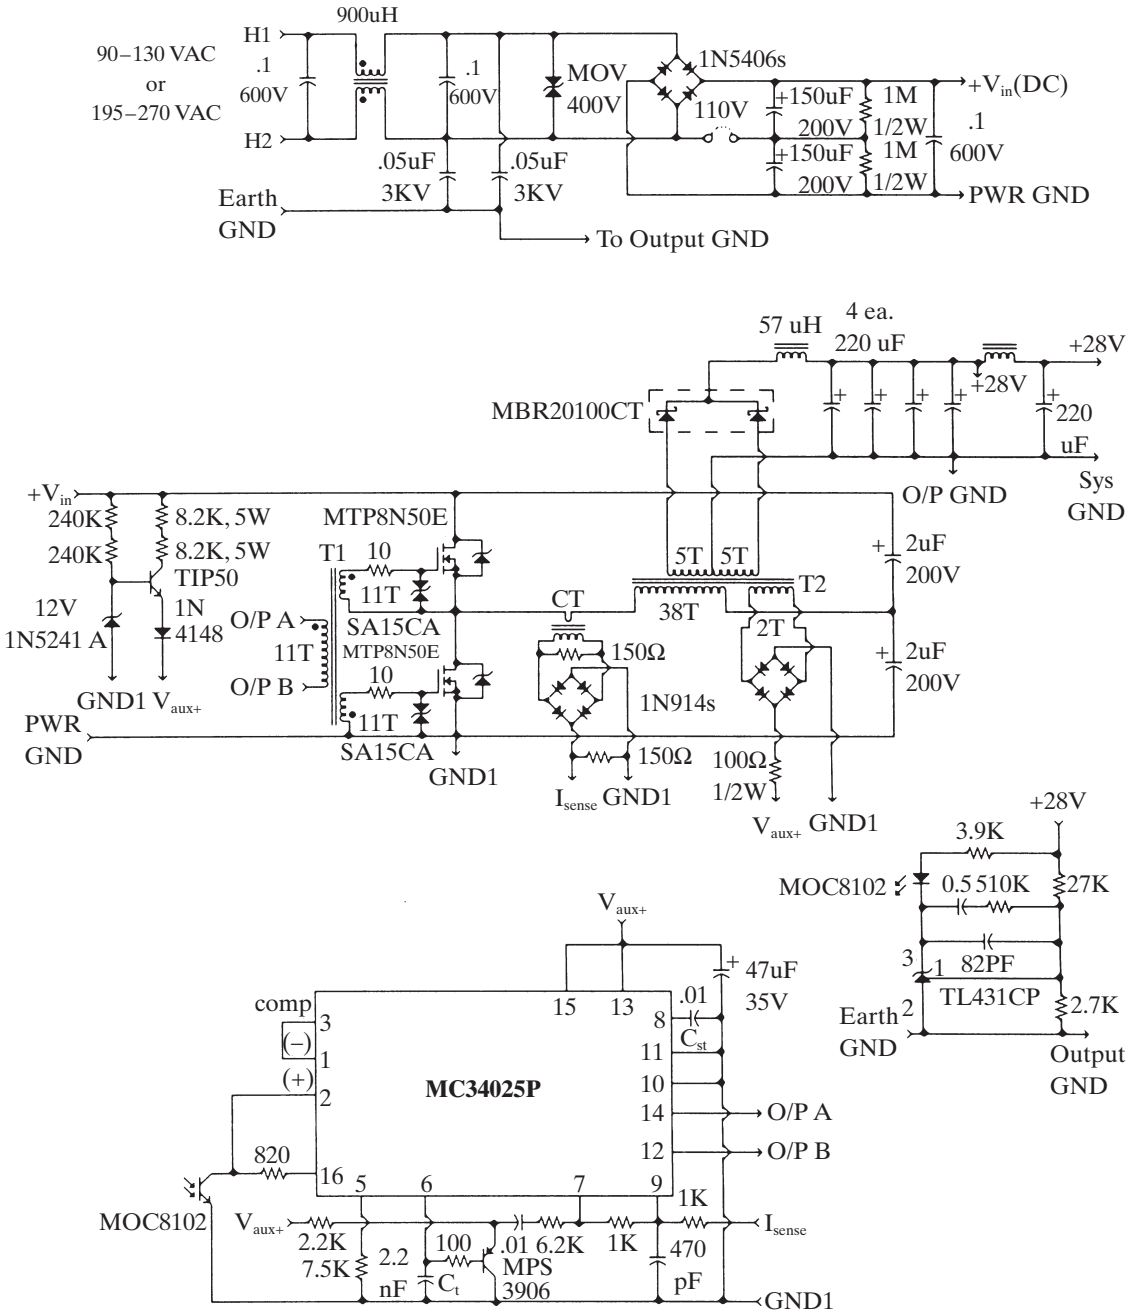 900uH
H1
90–130 VAC
or
195–270 VAC
.1
600V
.1
600V
MOV
400V
1N5406s
110V
+150uF
200V
+150uF
200V
1M
1/2W
1M
1/2W
+Vin(DC)
.1
600V
H2
.05uF
3KV
.05uF
3KV
Earth
GND
PWR GND
To Output GND
57 uH
4 ea.
220 uF
+28V
+28V
MBR20100CT
+
+
+
+
+
220
uF
O/P GND
Sys
GND
+Vin
240K
240K
8.2K, 5W
8.2K, 5W
TIP50
12V
1N5241 A
1N
4148
GND1
Vaux+
PWR
GND
MTP8N50E
T1
10
11T
SA15CA
O/P A
11T
O/P B
MTP8N50E
10
11T
SA15CA
GND1
CT
150Ω
1N914s
150Ω
Isense
GND1
5T
5T
T2
38T
2T
100Ω
1/2W
Vaux+
GND1
+
2uF
200V
+
2uF
200V
+28V
3.9K
MOC8102
0.5
510K
27K
82PF
3
1
TL431CP
2
2.7K
Earth
GND
Output
GND
Vaux+
+
47uF
35V
15
13
comp
3
(–)
1
(+)
2
MC34025P
8
.01
Cst
11
10
14
O/P A
12
O/P B
820
16
5
6
7
9
MOC8102
Vaux+
2.2K
7.5K
2.2
nF
100
Ct
.01
6.2K
MPS
3906
1K
1K
470
pF
Isense
GND1